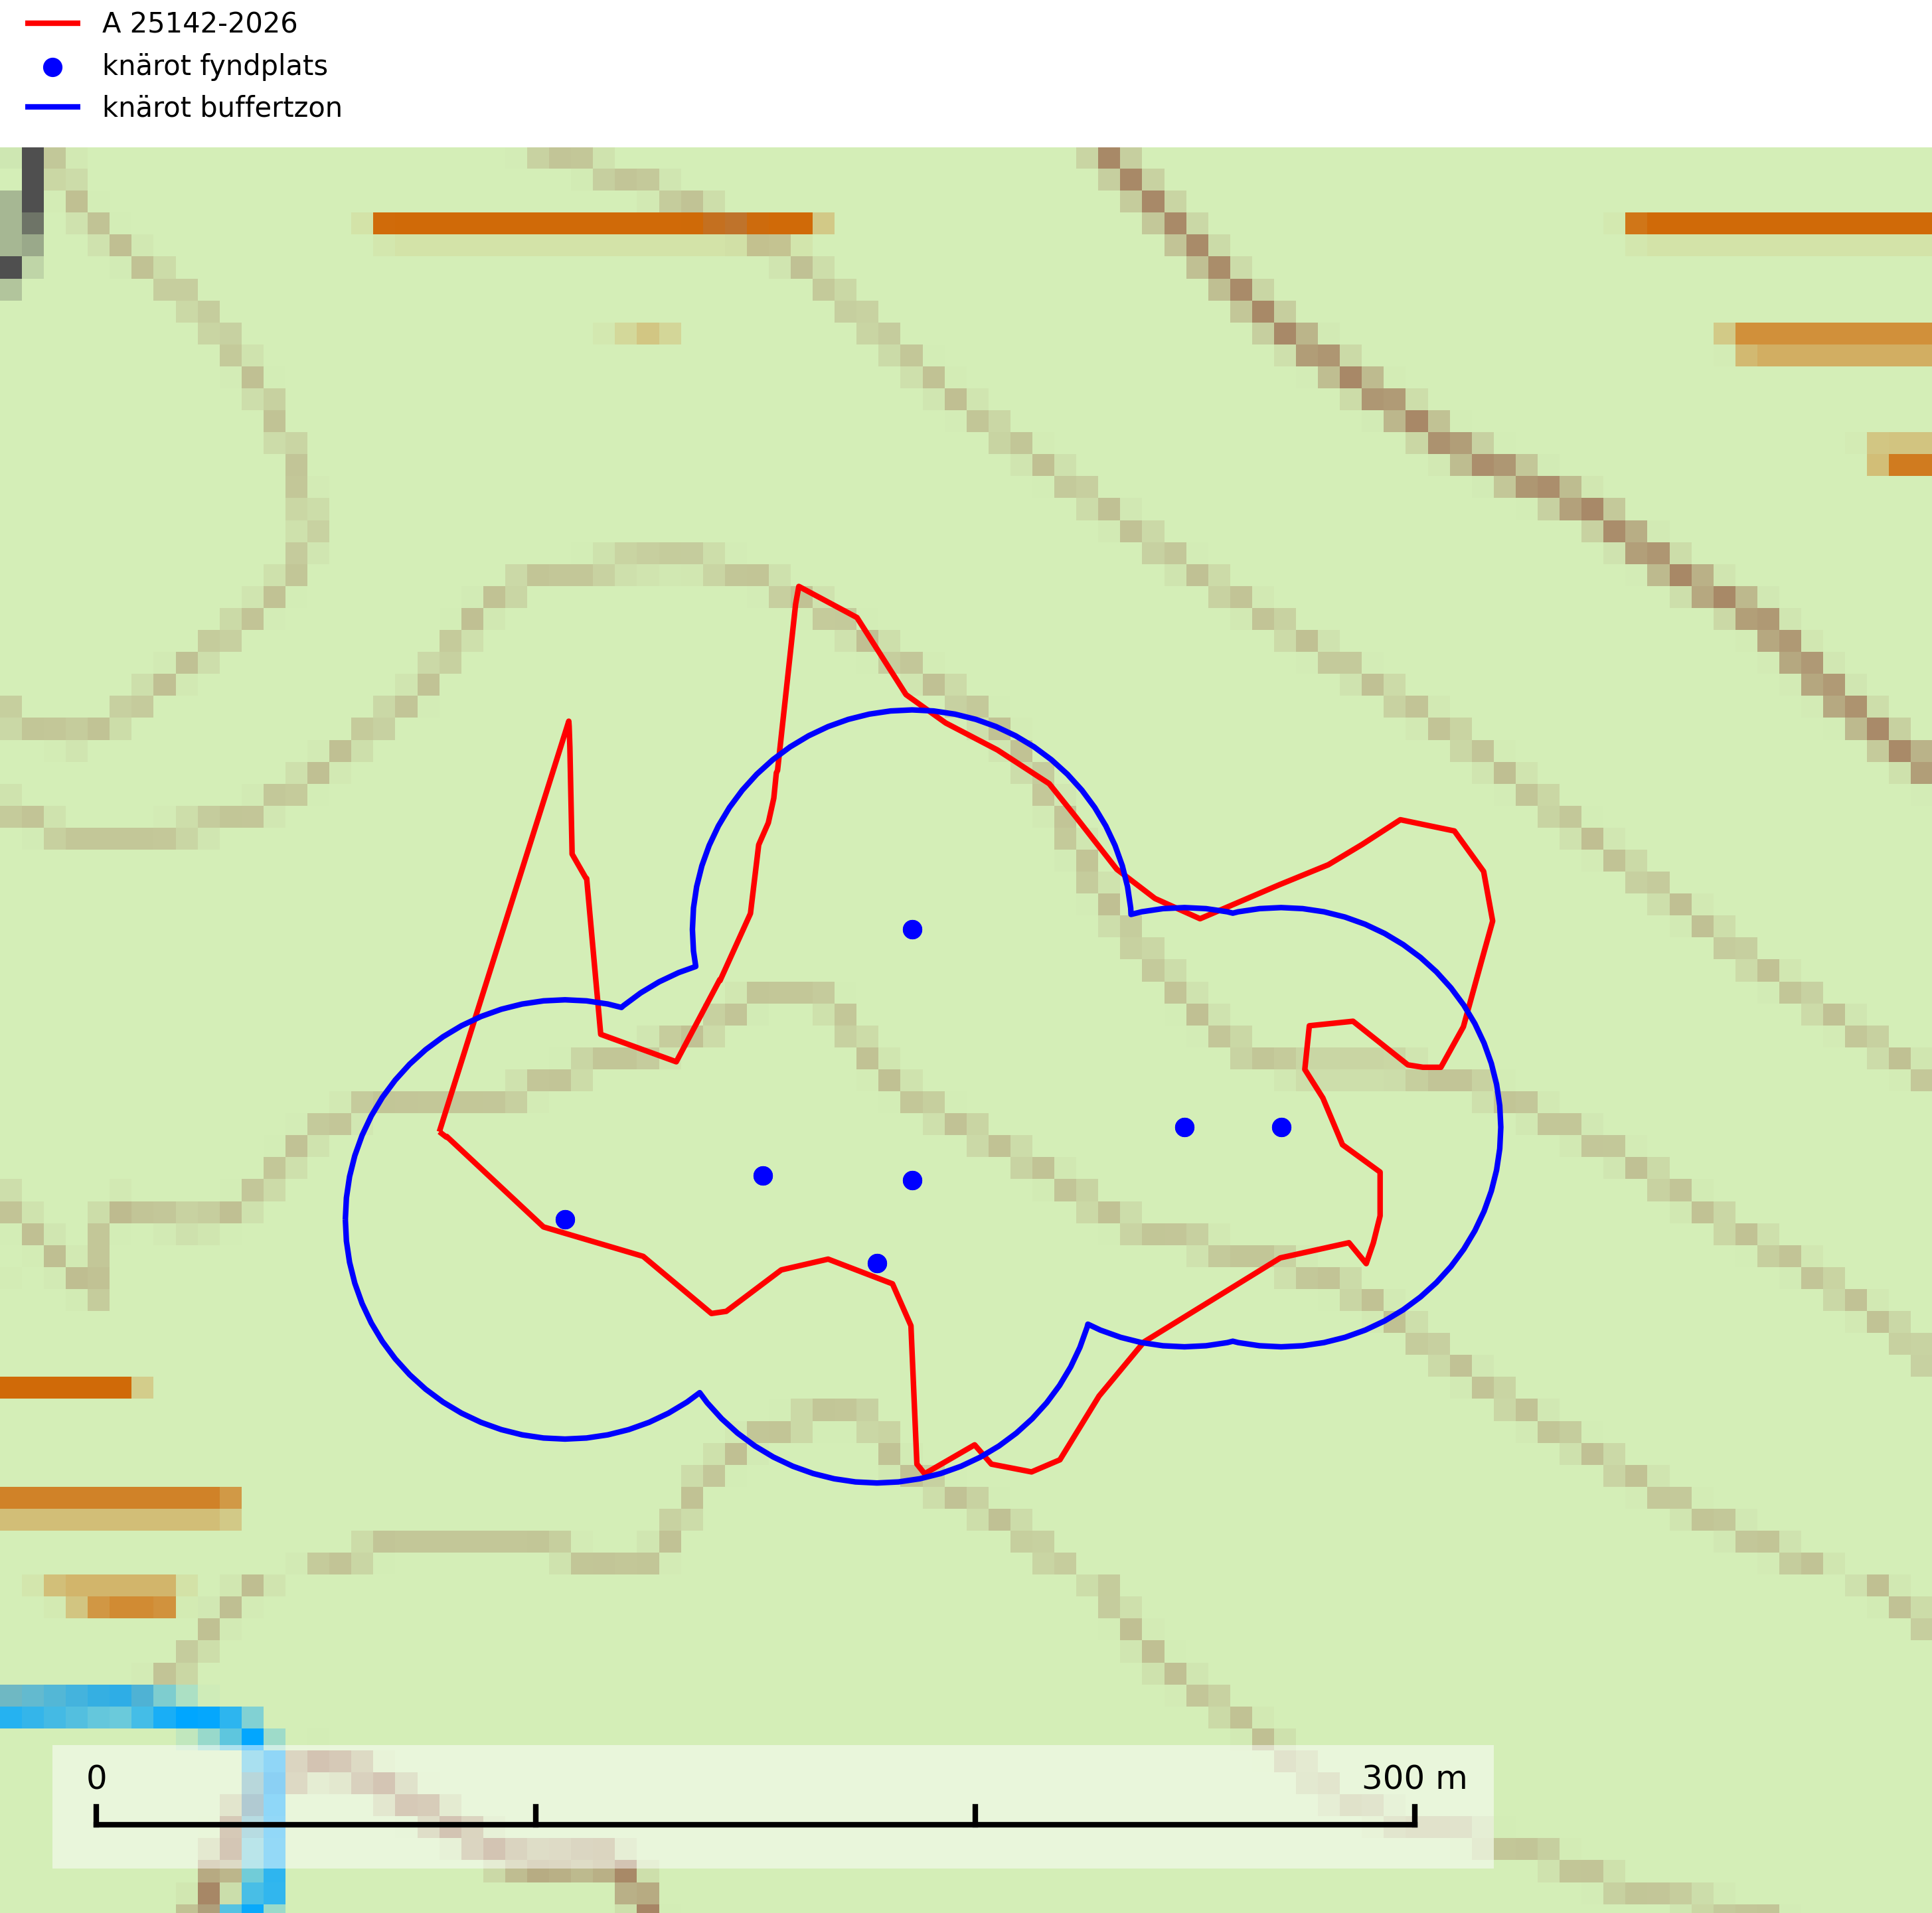 A 25142-2026
knärot fyndplats
knärot buffertzon
0
300 m